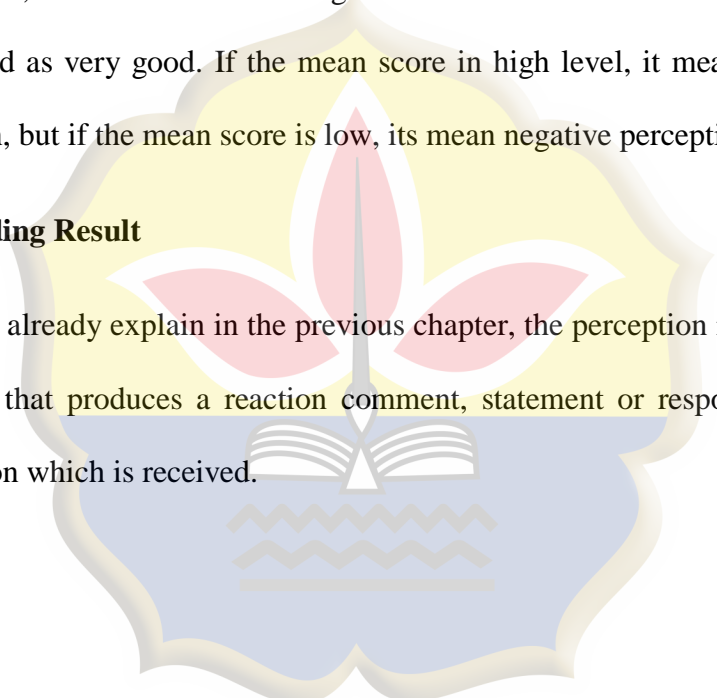 d as very good. If the mean score in high level, it mea
, but if the mean score is low, its mean negative percepti
ling Result
already explain in the previous chapter, the perception
that produces a reaction comment, statement or respo
on which is received.